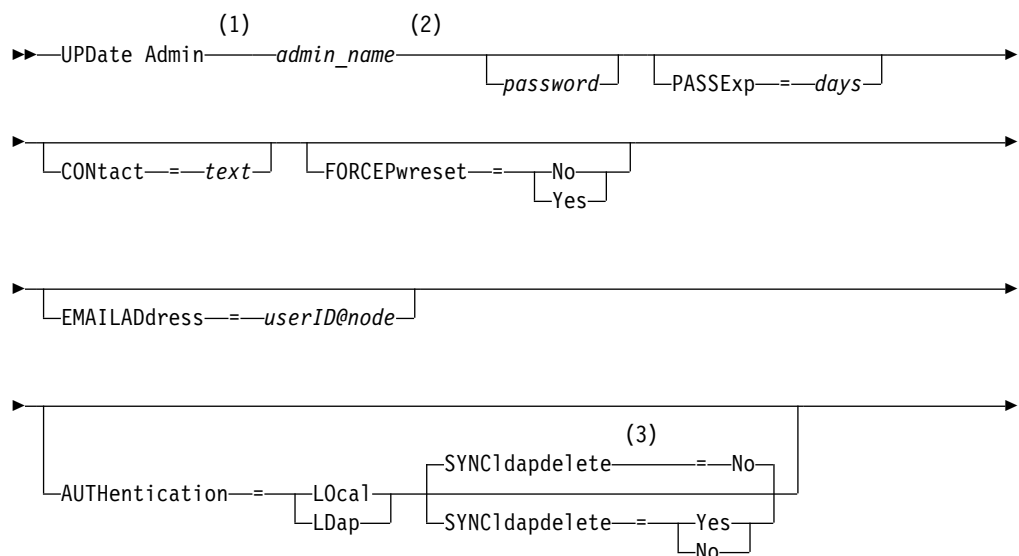 (1) (2)
UPDate Admin admin_name
password PASSExp = days
CONtact = text FORCEPwreset = No
Yes
EMAILADdress = userID@node
(3)
SYNCldapdelete = No
AUTHentication = LOcal
LDap SYNCldapdelete = Yes
No